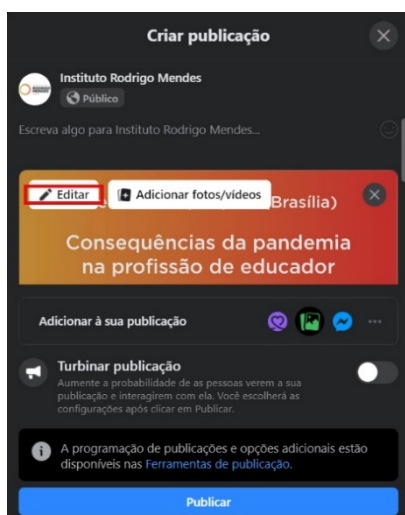 Criar publicação
Instituto Rodrigo Mendes
Público
Escreva algo para Instituto Rodrigo Mendes...
Editar
Adicionar fotos/vídeos
Brasília)
Consequências da pandemia
na profissão de educador
Adicionar à sua publicação
Turbinar publicação
Aumente a probabilidade de as pessoas verem a sua
publicação e interagirem com ela. Você escolherá as
configurações após clicar em Publicar.
A programação de publicações e opções adicionais estão
disponíveis nas Ferramentas de publicação.
Publicar